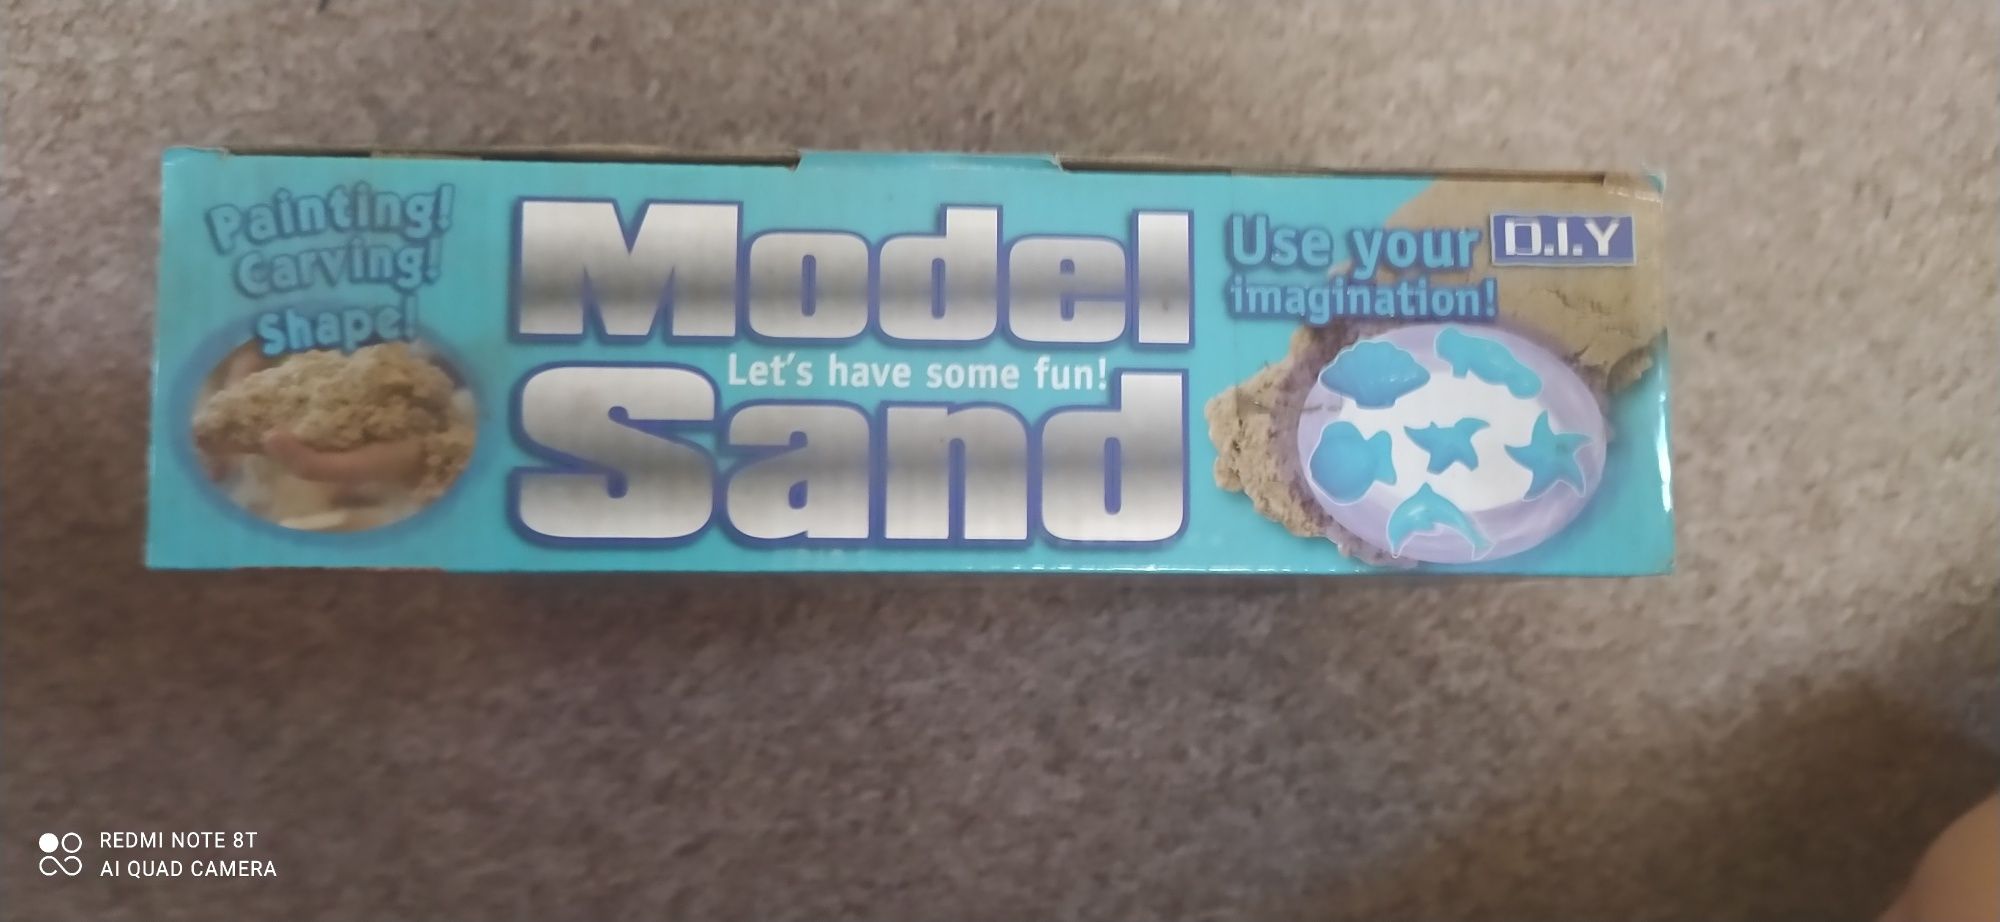 Painting!
Carving!
Shape!
Model
Let's have some fun!
Sand
Use your
imagination!
D.I.Y
REDMI NOTE 8T
AI QUAD CAMERA